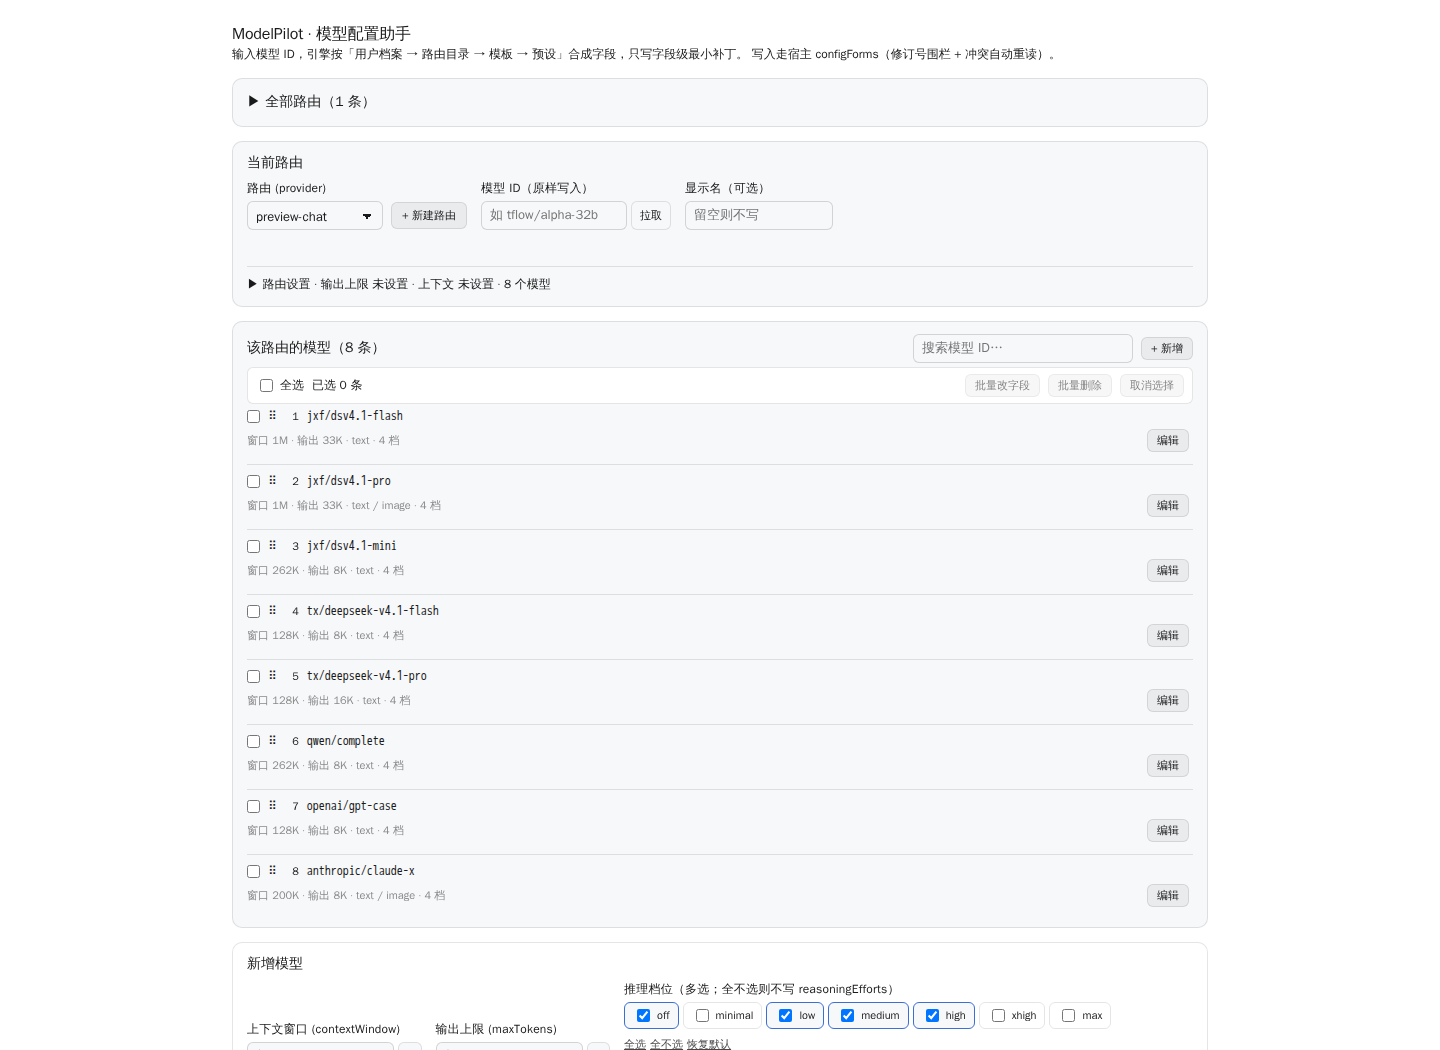 ModelPilot · 模型配置助手
输入模型 ID，引擎按「用户档案 → 路由目录 → 模板 → 预设」合成字段，只写字段级最小补丁。 写入走宿主 configForms（修订号围栏 + 冲突自动重读）。
▶ 全部路由（1 条）
当前路由
路由 (provider) 模型 ID（原样写入） 显示名（可选）
preview-chat + 新建路由 如 tflow/alpha-32b 拉取 留空则不写
▶ 路由设置 · 输出上限 未设置 · 上下文 未设置 · 8 个模型
该路由的模型（8 条） 搜索模型 ID… + 新增
全选 已选 0 条 批量改字段 批量删除 取消选择
1 jxf/dsv4.1-flash
窗口 1M · 输出 33K · text · 4 档 编辑
2 jxf/dsv4.1-pro
窗口 1M · 输出 33K · text / image · 4 档 编辑
3 jxf/dsv4.1-mini
窗口 262K · 输出 8K · text · 4 档 编辑
4 tx/deepseek-v4.1-flash
窗口 128K · 输出 8K · text · 4 档 编辑
5 tx/deepseek-v4.1-pro
窗口 128K · 输出 16K · text · 4 档 编辑
6 qwen/complete
窗口 262K · 输出 8K · text · 4 档 编辑
7 openai/gpt-case
窗口 128K · 输出 8K · text · 4 档 编辑
8 anthropic/claude-x
窗口 200K · 输出 8K · text / image · 4 档 编辑
新增模型
推理档位（多选；全不选则不写 reasoningEfforts）
off minimal low medium high xhigh max
上下文窗口 (contextWindow) 输出上限 (maxTokens)
全选 全不选 恢复默认